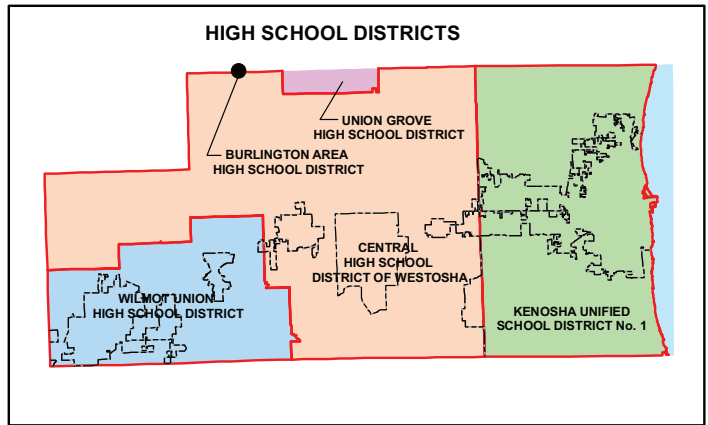 HIGH SCHOOL DISTRICTS
UNION GROVE
HIGH SCHOOL DISTRICT
BURLINGTON AREA
HIGH SCHOOL DISTRICT
CENTRAL
HIGH SCHOOL
DISTRICT OF WESTOSHA
WILMOT UNION
HIGH SCHOOL DISTRICT
KENOSHA UNIFIED
SCHOOL DISTRICT No. 1